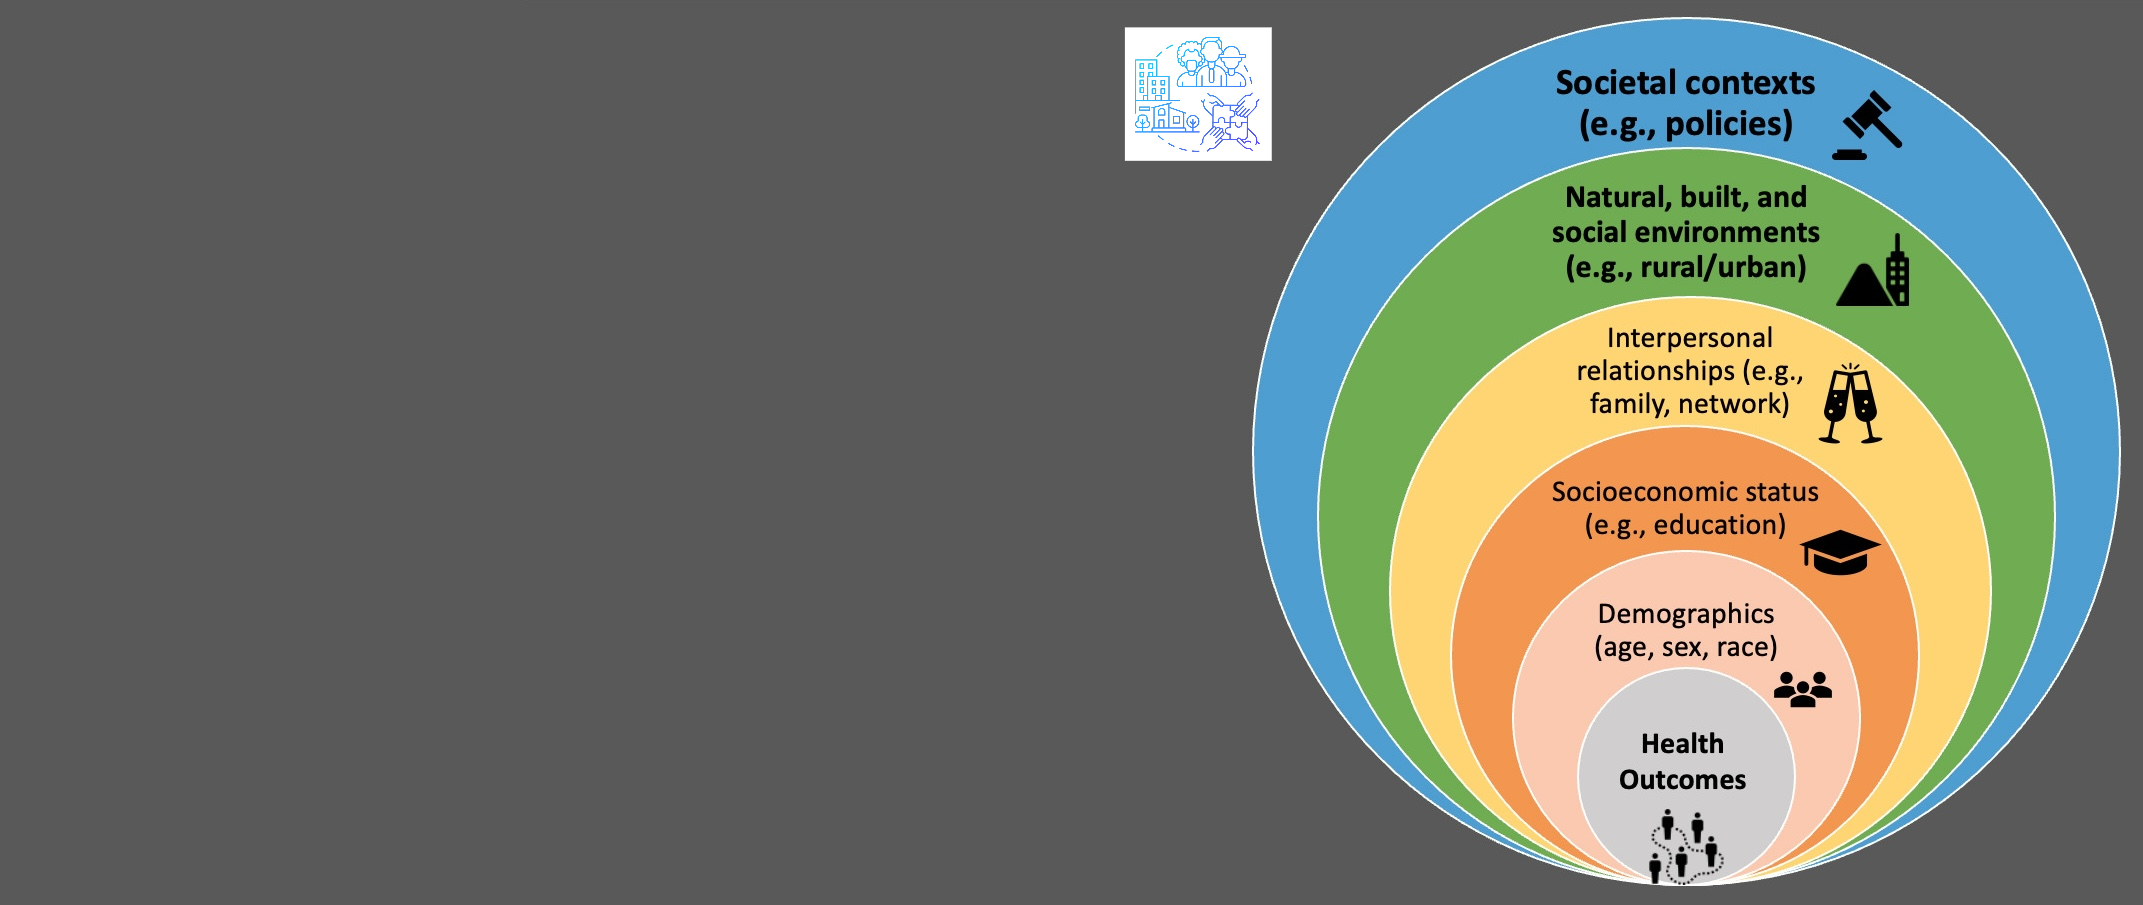 Societal contexts
(e.g., policies)
Natural, built, and
social environments
(e.g., rural/urban)
Interpersonal
relationships (e.g.,
family, network)
Socioeconomic status
(e.g., education)
Demographics
(age, sex, race)
Health
Outcomes